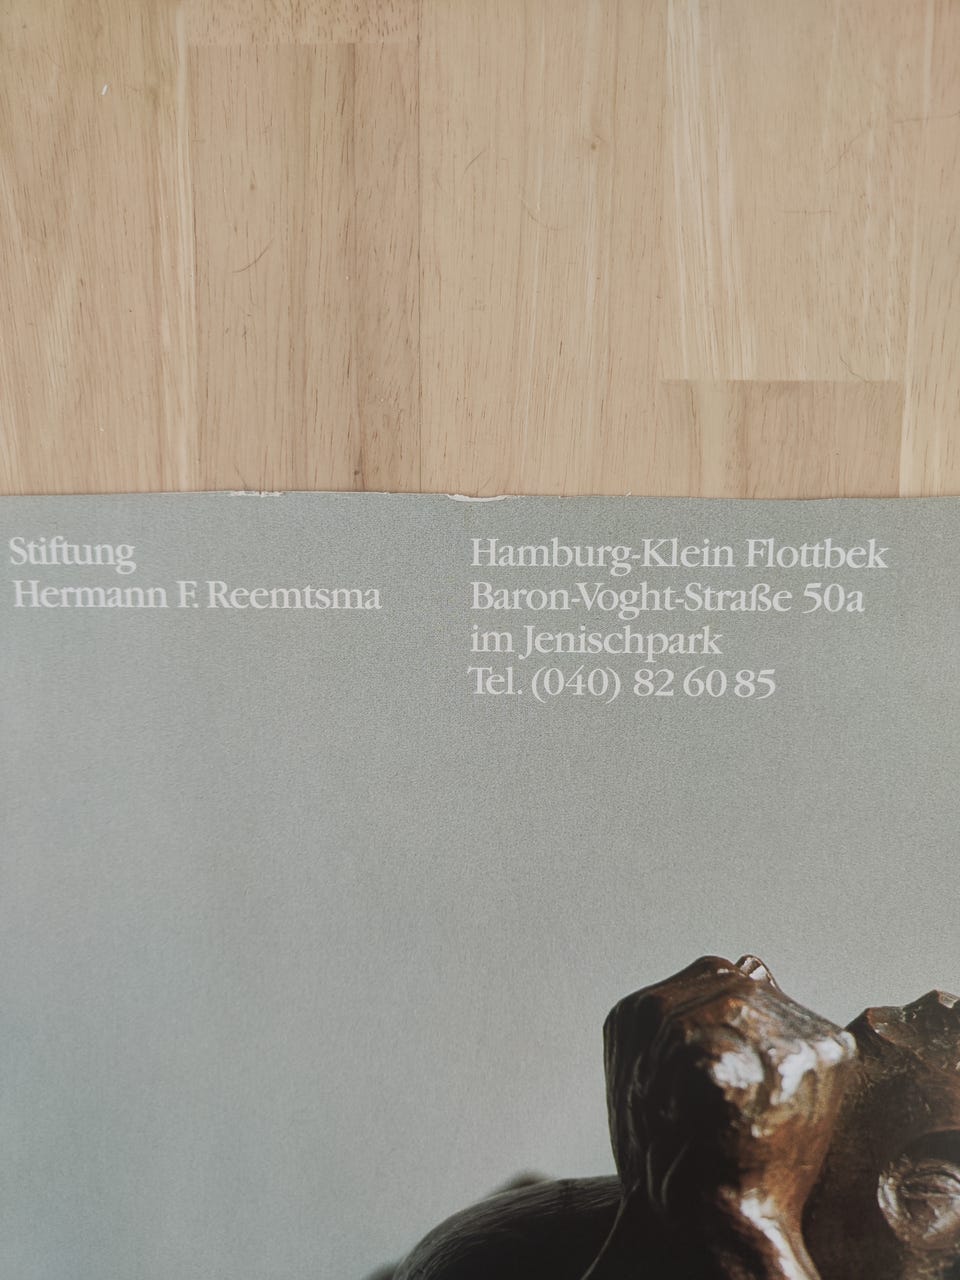 Stiftung
Hermann F. Reemtsma
Hamburg-Klein Flottbek
Baron-Voght-Straße 50a
im Jenischpark
Tel. (040) 82 60 85